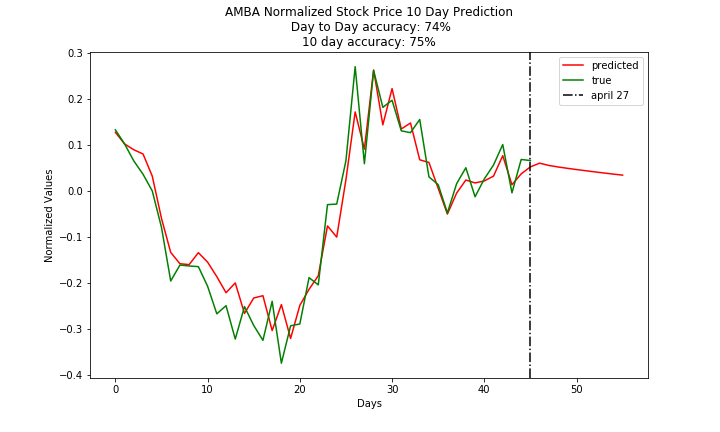 AMBA Normalized Stock Price 10 Day Prediction
Day to Day accuracy: 74%
10 day accuracy: 75%
predicted
true
april 27
0.3
0.2
0.1
0.0
−0.1
−0.2
−0.3
−0.4
Normalized Values
0 10 20 30 40 50
Days